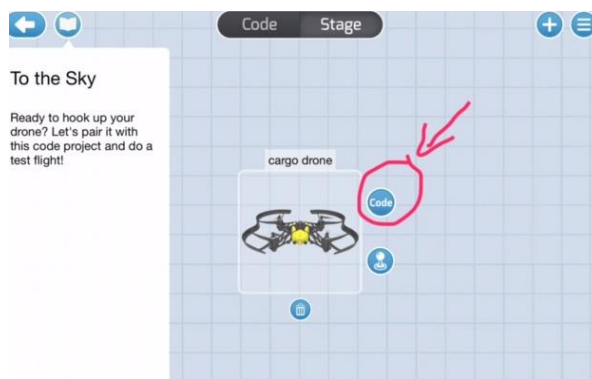 Code Stage
To the Sky
Ready to hook up your
drone? Let's pair it with
this code project and do a
test flight!
cargo drone
Code